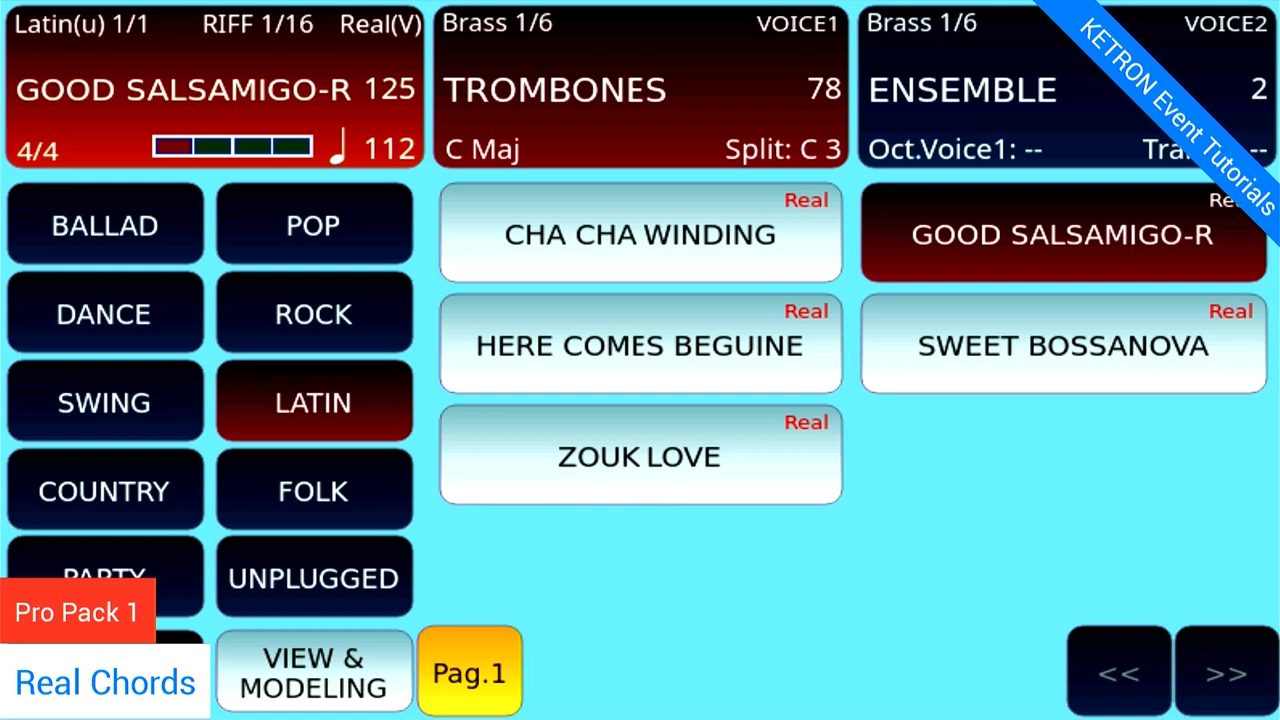 Latin(u) 1/1 RIFF 1/16 Real(V)
GOOD SALSAMIGO-R 125
4/4 112
Brass 1/6 VOICE1
TROMBONES 78
C Maj Split: C 3
Brass 1/6 VOICE2
ENSEMBLE 2
Oct.Voice1: -- --
KETRON Event Tutorials
BALLAD POP
DANCE ROCK
SWING LATIN
COUNTRY FOLK
PARTY UNPLUGGED
VIEW &
MODELING
Real
CHA CHA WINDING
GOOD SALSAMIGO-R
Real
HERE COMES BEGUINE
Real
SWEET BOSSANOVA
Real
ZOUK LOVE
Pag.1
<< >>
Pro Pack 1
Real Chords